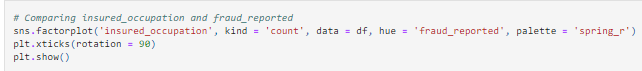 # Comparing insured_occupation and fraud_reported
sns.factorplot('insured_occupation', kind = 'count', data = df, hue = 'fraud_reported', palette = 'spring_r')
plt.xticks(rotation = 90)
plt.show()